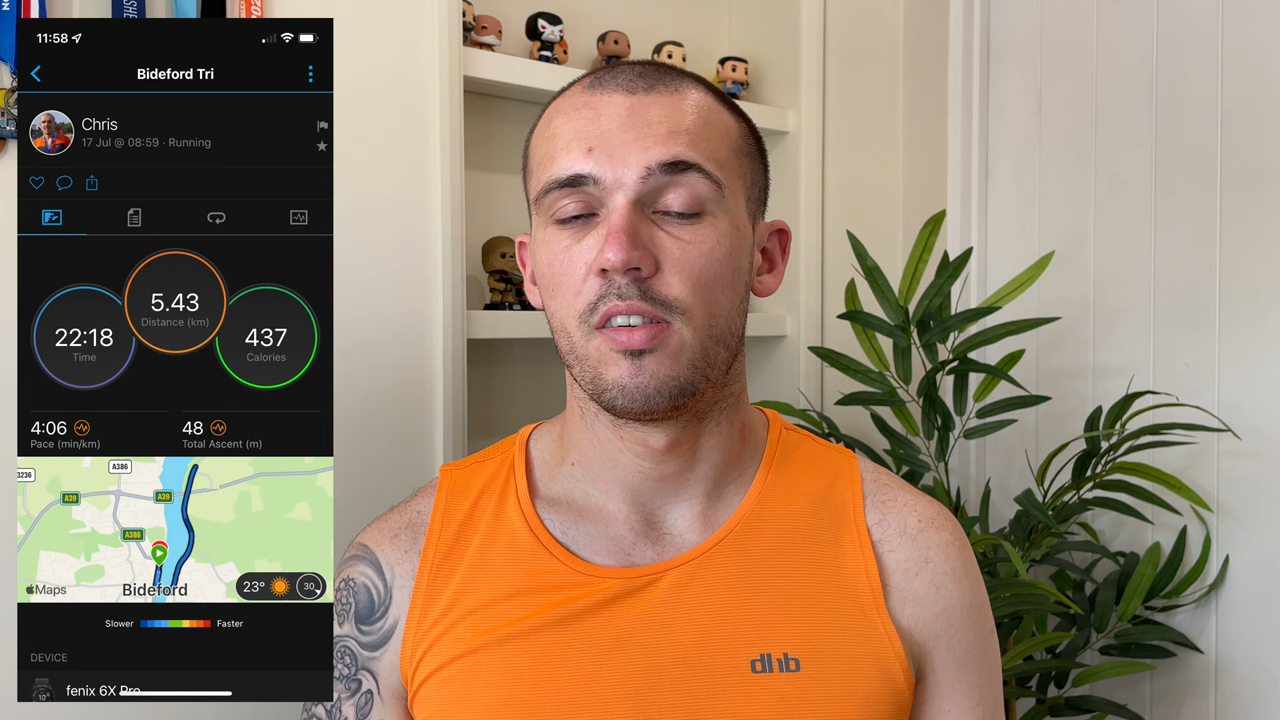 11:58
Bideford Tri
Chris
17 Jul @ 08:59 · Running
5.43
Distance (km)
22:18
Time
437
Calories
4:06
Pace (min/km)
48
Total Ascent (m)
A386
3236
A39
A39
A386
Bideford
Maps
23°
30
Slower
Faster
DEVICE
fenix 6X Pro
dhb